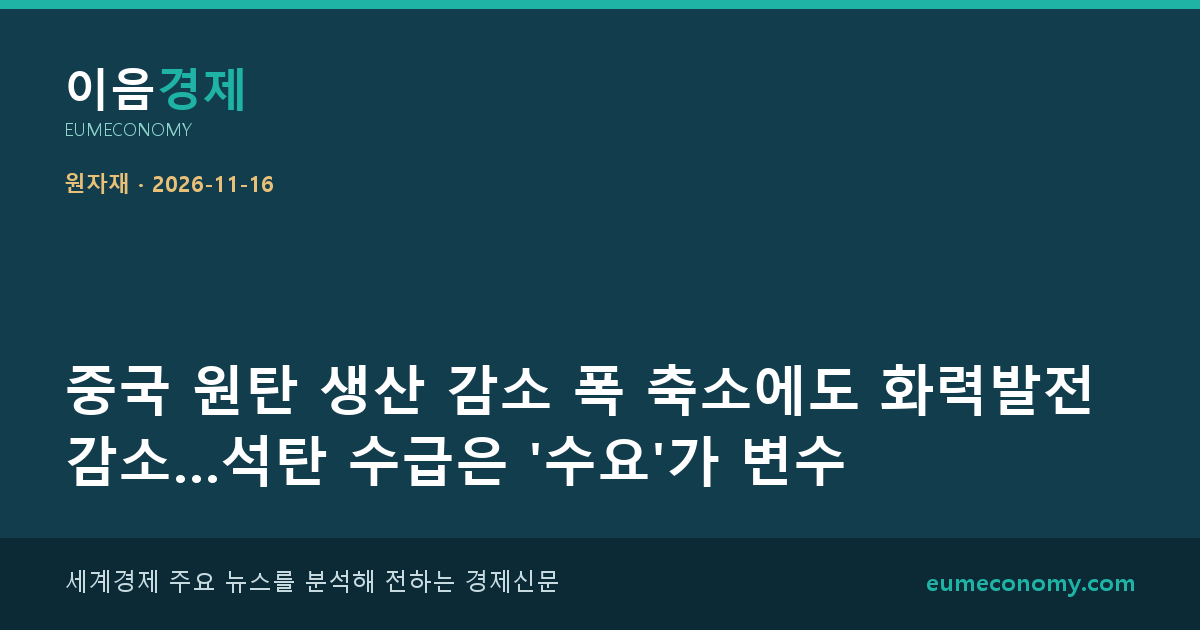 이음경제
EUMECONOMY
원자재 · 2026-11-16
중국 원탄 생산 감소 폭 축소에도 화력발전
감소...석탄 수급은 '수요'가 변수
세계경제 주요 뉴스를 분석해 전하는 경제신문
eumeconomy.com